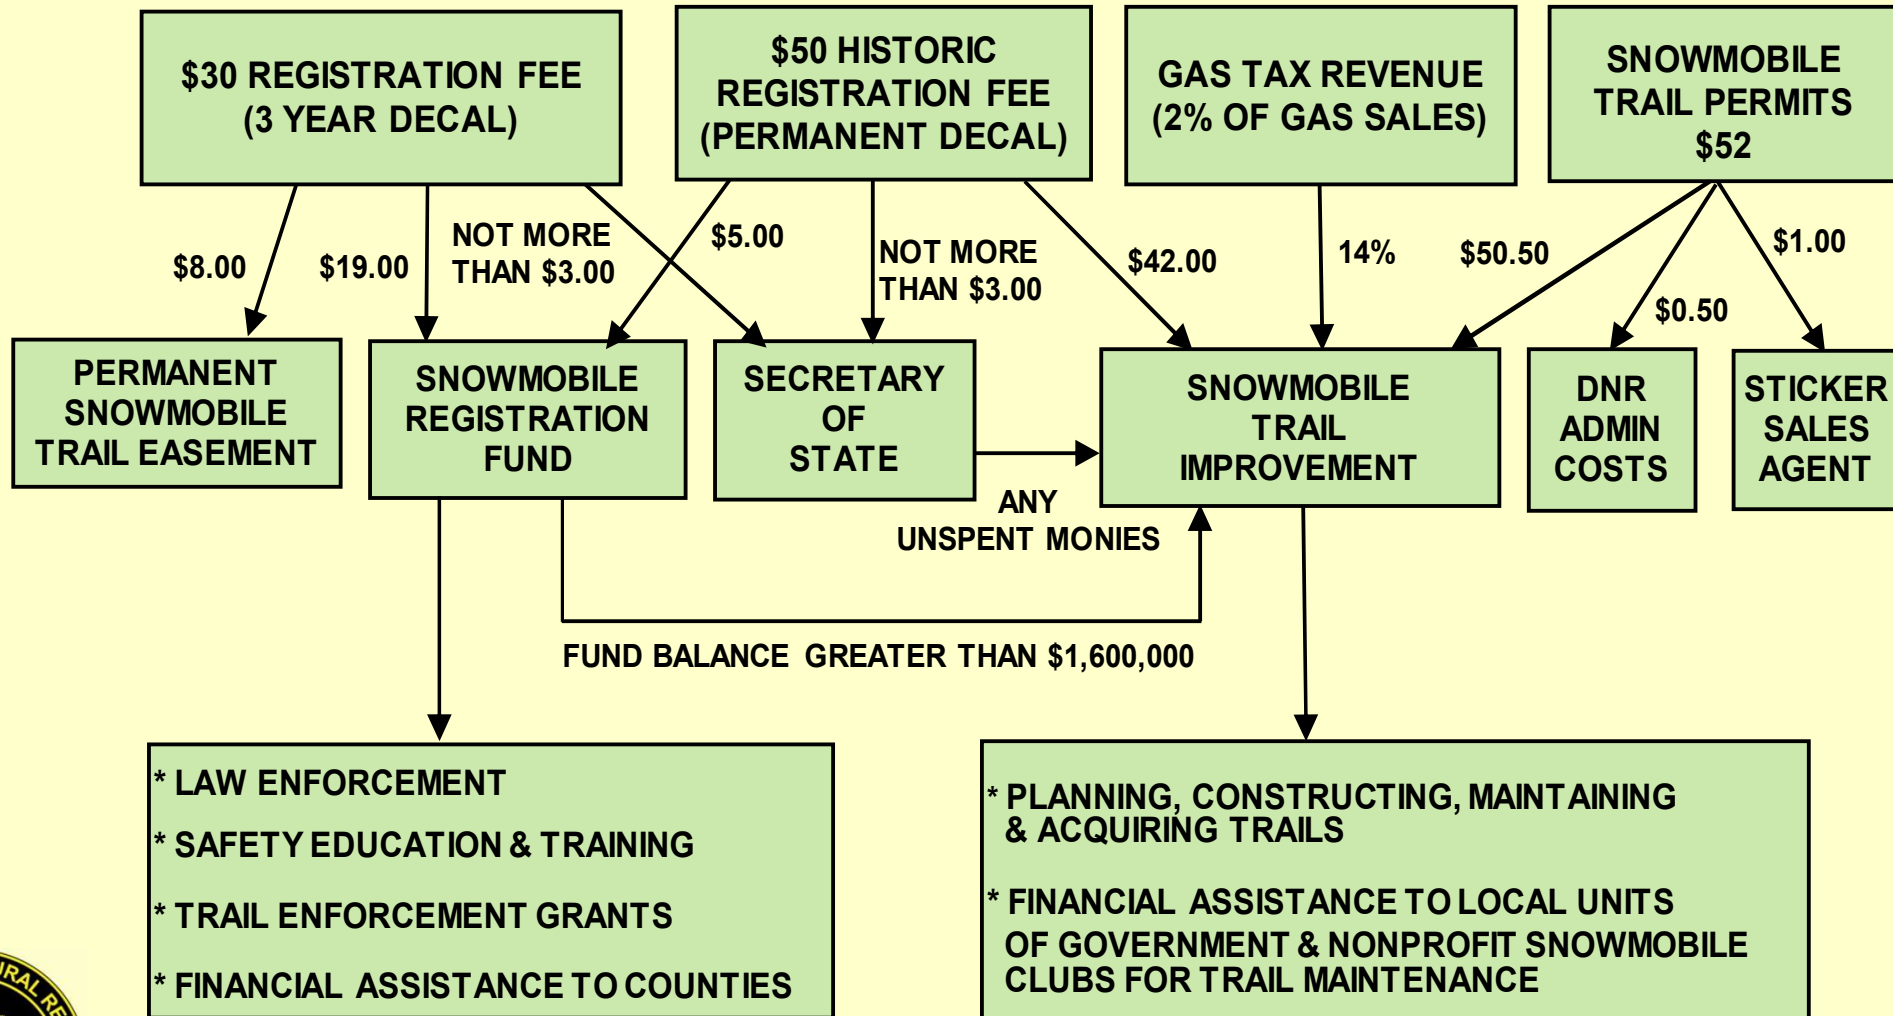 $30 REGISTRATION FEE
(3 YEAR DECAL)
$50 HISTORIC
REGISTRATION FEE
(PERMANENT DECAL)
GAS TAX REVENUE
(2% OF GAS SALES)
SNOWMOBILE
TRAIL PERMITS
$52
$8.00
$19.00
NOT MORE
THAN $3.00
$5.00
NOT MORE
THAN $3.00
$42.00
14%
$50.50
$0.50
$1.00
PERMANENT
SNOWMOBILE
TRAIL EASEMENT
SNOWMOBILE
REGISTRATION
FUND
SECRETARY
OF
STATE
SNOWMOBILE
TRAIL
IMPROVEMENT
DNR
ADMIN
COSTS
STICKER
SALES
AGENT
ANY
UNSPENT MONIES
FUND BALANCE GREATER THAN $1,600,000
* LAW ENFORCEMENT
* SAFETY EDUCATION & TRAINING
* TRAIL ENFORCEMENT GRANTS
* FINANCIAL ASSISTANCE TO COUNTIES
* PLANNING, CONSTRUCTING, MAINTAINING
& ACQUIRING TRAILS
* FINANCIAL ASSISTANCE TO LOCAL UNITS
OF GOVERNMENT & NONPROFIT SNOWMOBILE
CLUBS FOR TRAIL MAINTENANCE